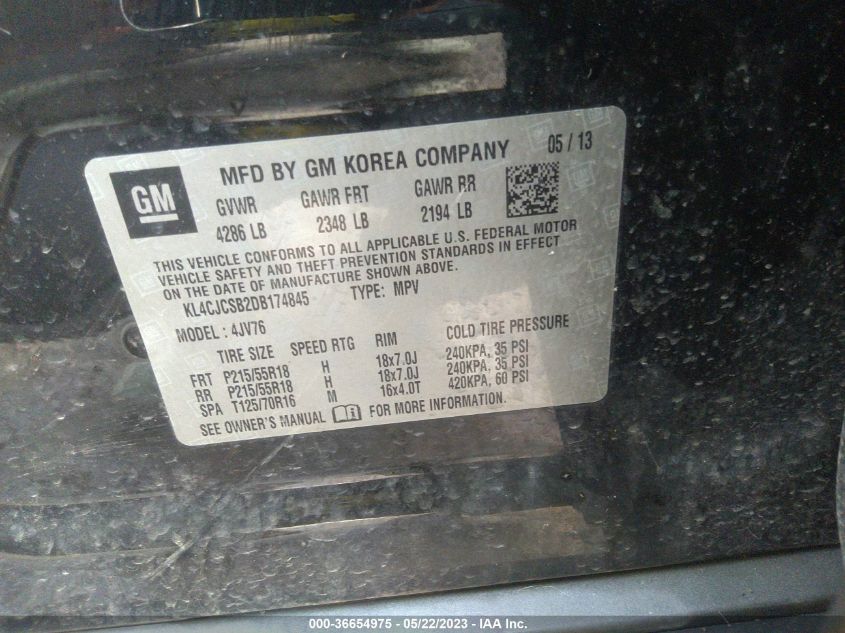 GM
MFD BY GM KOREA COMPANY 05 / 13
GVWR GAWR FRT GAWR RR
4286 LB 2348 LB 2194 LB
THIS VEHICLE CONFORMS TO ALL APPLICABLE U.S. FEDERAL MOTOR
VEHICLE SAFETY AND THEFT PREVENTION STANDARDS IN EFFECT
ON THE DATE OF MANUFACTURE SHOWN ABOVE.
KL4CJCSB2DB174845 TYPE: MPV
MODEL : 4JV76
TIRE SIZE SPEED RTG RIM COLD TIRE PRESSURE
FRT P215/55R18 H 18x7.0J 240KPA, 35 PSI
RR P215/55R18 H 18x7.0J 240KPA, 35 PSI
SPA T125/70R16 M 16x4.0T 420KPA, 60 PSI
SEE OWNER'S MANUAL FOR MORE INFORMATION.
000-36654975 - 05/22/2023 - IAA Inc.